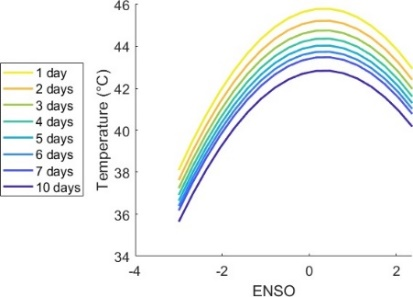 46
44
42
40
38
36
34
Temperature (°C)
1 day
2 days
3 days
4 days
5 days
6 days
7 days
10 days
-4
-2
0
2
ENSO